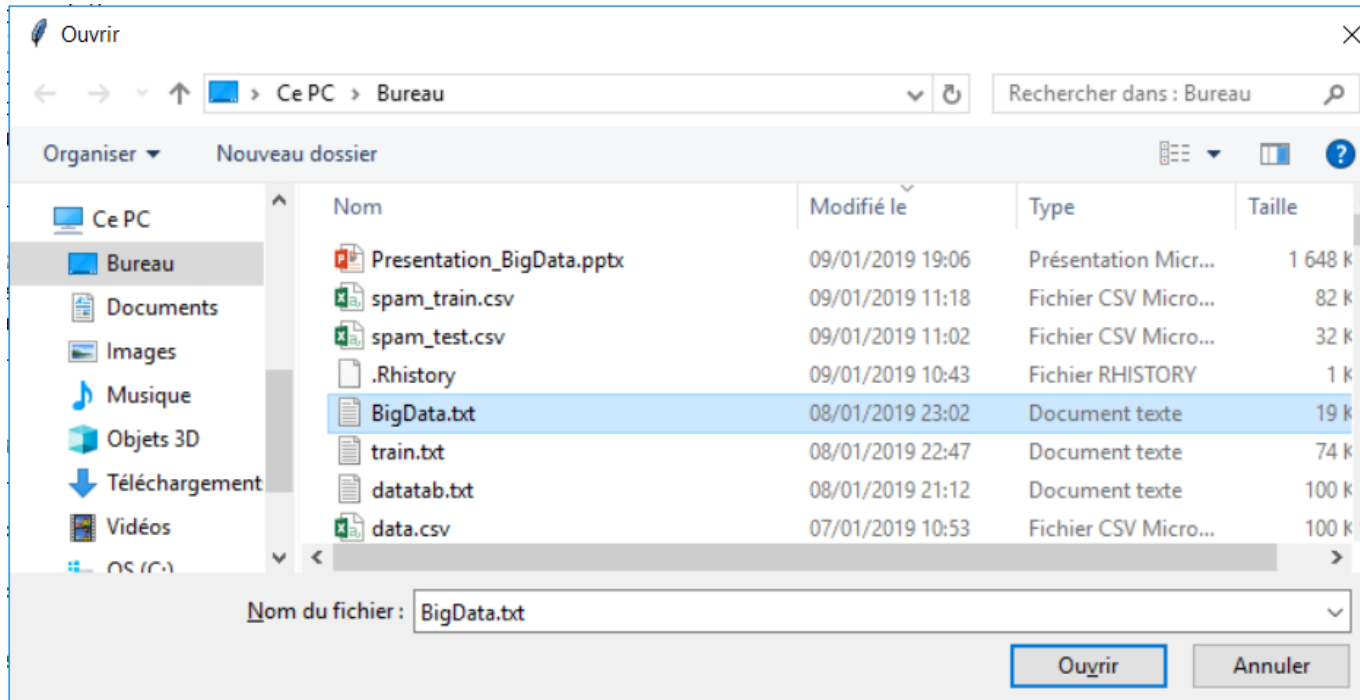 Ouvrir
Ce PC > Bureau
Rechercher dans : Bureau
Organiser
Nouveau dossier
?
Nom Modifié le Type Taille
Ce PC
Bureau
Documents
Images
Musique
Objets 3D
Téléchargement
Vidéos
OS (C:)
Presentation_BigData.pptx 09/01/2019 19:06 Présentation Micr... 1 648 K
spam_train.csv 09/01/2019 11:18 Fichier CSV Micro... 82 K
spam_test.csv 09/01/2019 11:02 Fichier CSV Micro... 32 K
.Rhistory 09/01/2019 10:43 Fichier RHISTORY 1 K
BigData.txt 08/01/2019 23:02 Document texte 19 K
train.txt 08/01/2019 22:47 Document texte 74 K
datatab.txt 08/01/2019 21:12 Document texte 100 K
data.csv 07/01/2019 10:53 Fichier CSV Micro... 100 K
Nom du fichier : BigData.txt
Ouvrir Annuler